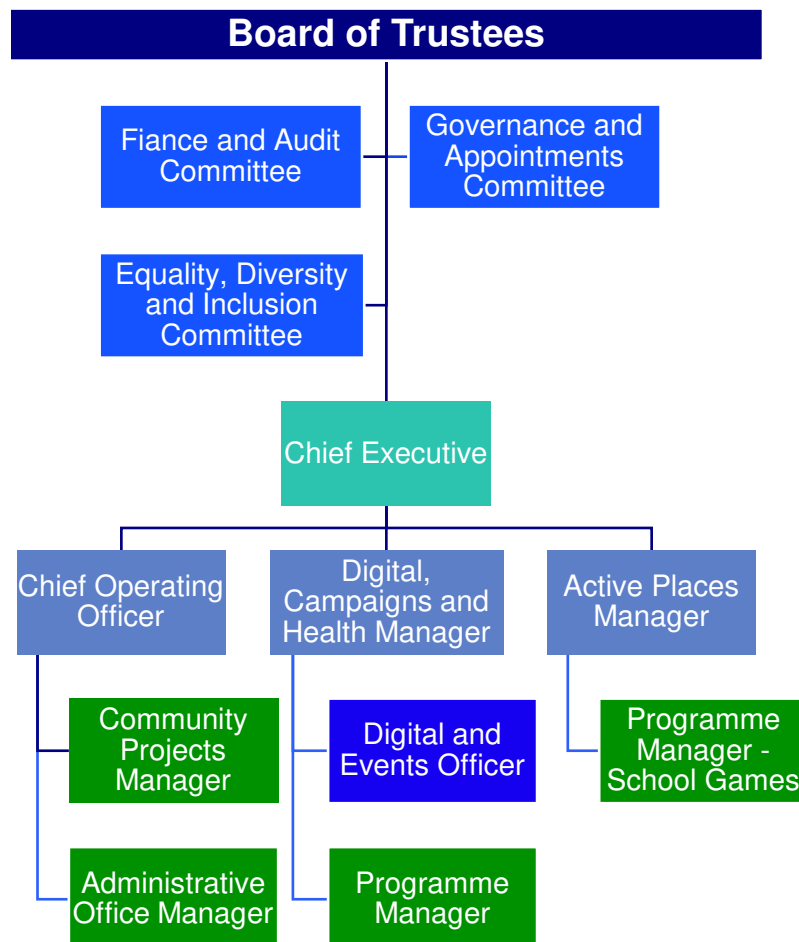 Board of Trustees
Fiance and Audit
Committee
Governance and
Appointments
Committee
Equality, Diversity
and Inclusion
Committee
Chief Executive
Chief Operating
Officer
Digital,
Campaigns and
Health Manager
Active Places
Manager
Community
Projects
Manager
Digital and
Events Officer
Programme
Manager -
School Games
Administrative
Office Manager
Programme
Manager